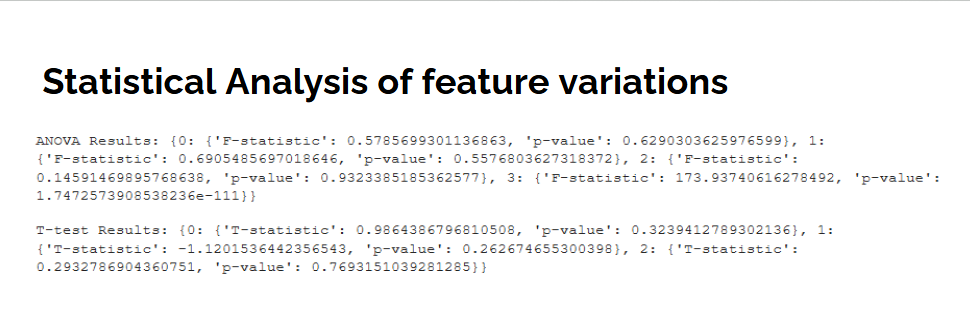 Statistical Analysis of feature variations
ANOVA Results: {0: {'F-statistic': 0.5785699301136863, 'p-value': 0.6290303625976599}, 1:
{'F-statistic': 0.6905485697018646, 'p-value': 0.5576803627318372}, 2: {'F-statistic':
0.14591469895768638, 'p-value': 0.9323385185362577}, 3: {'F-statistic': 173.93740616278492, 'p-value':
1.7472573908538236e-111}}
T-test Results: {0: {'T-statistic': 0.9864386796810508, 'p-value': 0.3239412789302136}, 1:
{'T-statistic': -1.1201536442356543, 'p-value': 0.262674655300398}, 2: {'T-statistic':
0.2932786904360751, 'p-value': 0.7693151039281285}}